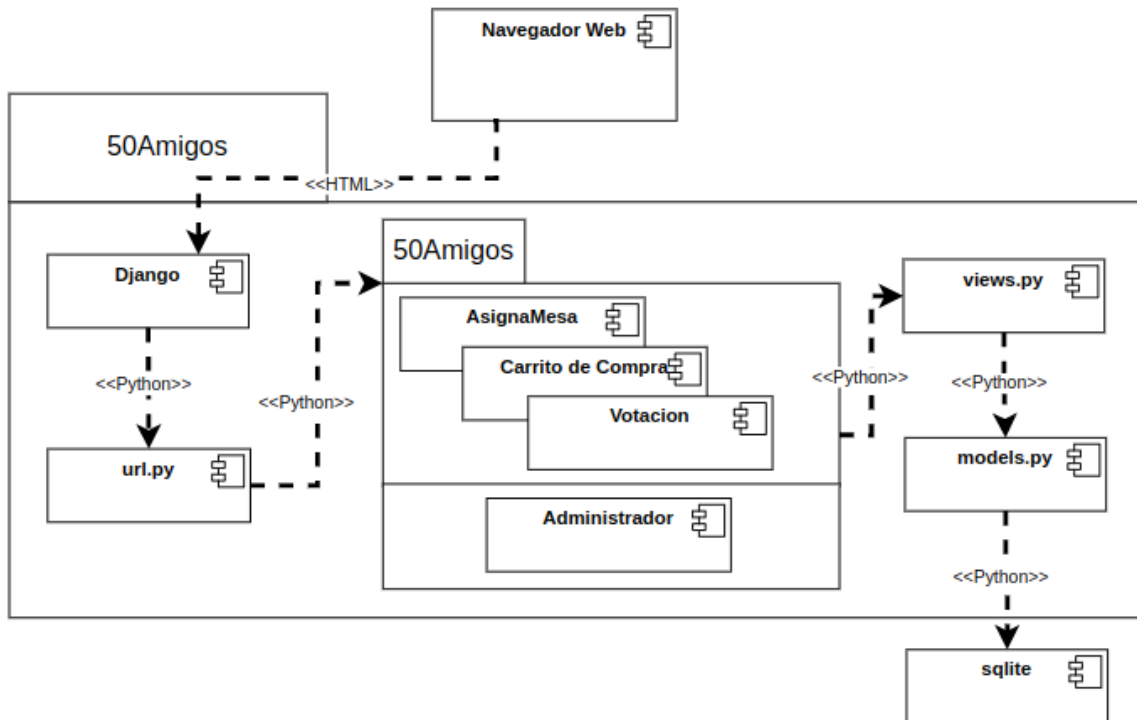 Navegador Web
50Amigos
<<HTML>>
Django
<<Python>>
url.py
<<Python>>
50Amigos
AsignaMesa
Carrito de Compra
Votacion
Administrador
<<Python>>
views.py
<<Python>>
models.py
<<Python>>
sqlite